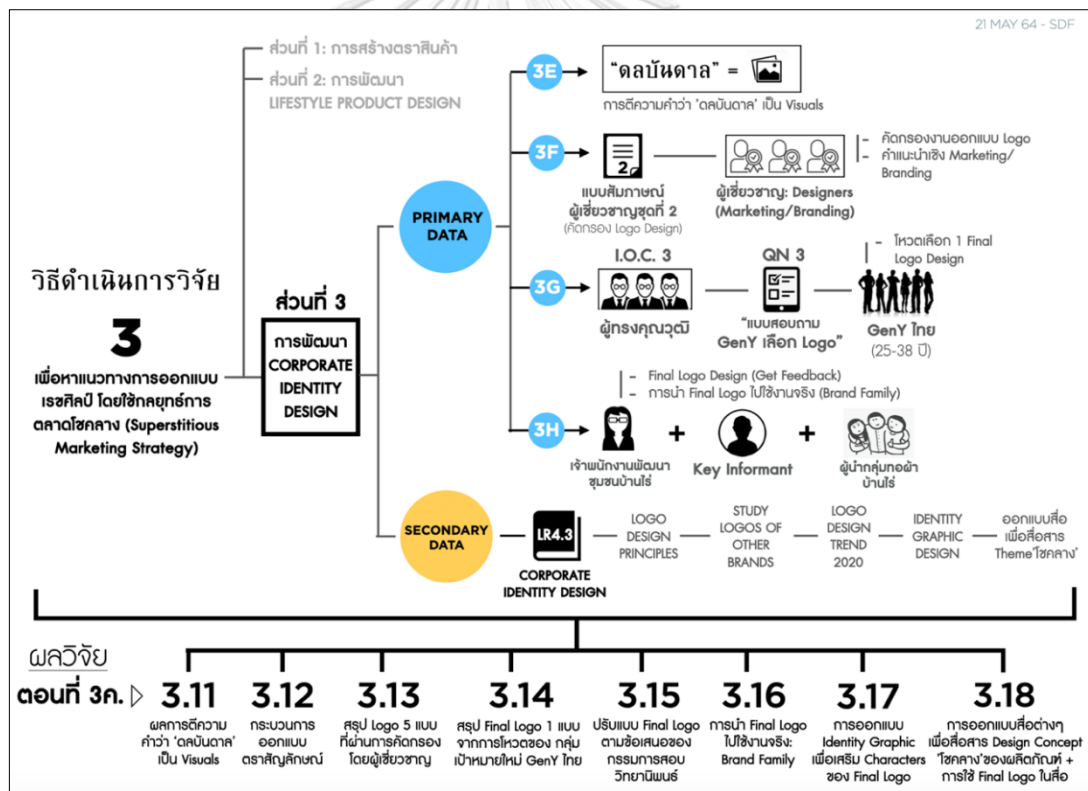 21 MAY 64 - SDF
ส่วนที่ 1: การสร้างตราสินค้า
ส่วนที่ 2: การพัฒนา
LIFESTYLE PRODUCT DESIGN
วิธีดำเนินการวิจัย
3
เพื่อหาแนวทางการออกแบบ
เรขศิลป์ โดยใช้กลยุทธ์การ
ตลาดโชคลาง (Superstitious
Marketing Strategy)
ส่วนที่ 3
การพัฒนา
CORPORATE
IDENTITY
DESIGN
PRIMARY
DATA
3E
“ดลบันดาล” =
การตีความคำว่า ‘ดลบันดาล’ เป็น Visuals
3F
2
แบบสัมภาษณ์
ผู้เชี่ยวชาญชุดที่ 2
(คัดกรอง Logo Design)
ผู้เชี่ยวชาญ: Designers
(Marketing/Branding)
- คัดกรองงานออกแบบ Logo
- คำแนะนำเชิง Marketing/
Branding
3G
I.O.C. 3
ผู้ทรงคุณวุฒิ
QN 3
“แบบสอบถาม
GenY เลือก Logo”
- โหวตเลือก 1 Final
Logo Design
GenY ไทย
(25-38 ปี)
3H
- Final Logo Design (Get Feedback)
- การนำ Final Logo ไปใช้งานจริง (Brand Family)
เจ้าพนักงานพัฒนา
ชุมชนบ้านไร่
+
Key Informant
+
ผู้นำกลุ่มทอผ้า
บ้านไร่
SECONDARY
DATA
LR4.3
CORPORATE
IDENTITY DESIGN
LOGO
DESIGN
PRINCIPLES
STUDY
LOGOS OF
OTHER
BRANDS
LOGO
DESIGN
TREND
2020
IDENTITY
GRAPHIC
DESIGN
ออกแบบสื่อ
เพื่อสื่อสาร
Theme‘โชคลาง’
ผลวิจัย
ตอนที่ 3ค.
3.11
ผลการตีความ
คำว่า ‘ดลบันดาล’
เป็น Visuals
3.12
กระบวนการ
ออกแบบ
ตราสัญลักษณ์
3.13
สรุป Logo 5 แบบ
ที่ผ่านการคัดกรอง
โดยผู้เชี่ยวชาญ
3.14
สรุป Final Logo 1 แบบ
จากการโหวตของ กลุ่ม
เป้าหมายใหม่ GenY ไทย
3.15
ปรับแบบ Final Logo
ตามข้อเสนอของ
กรรมการสอบ
วิทยานิพนธ์
3.16
การนำ Final Logo
ไปใช้งานจริง:
Brand Family
3.17
การออกแบบ
Identity Graphic
เพื่อเสริม Characters
ของ Final Logo
3.18
การออกแบบสื่อต่างๆ
เพื่อสื่อสาร Design Concept
‘โชคลาง’ของผลิตภัณฑ์ +
การใช้ Final Logo ในสื่อ